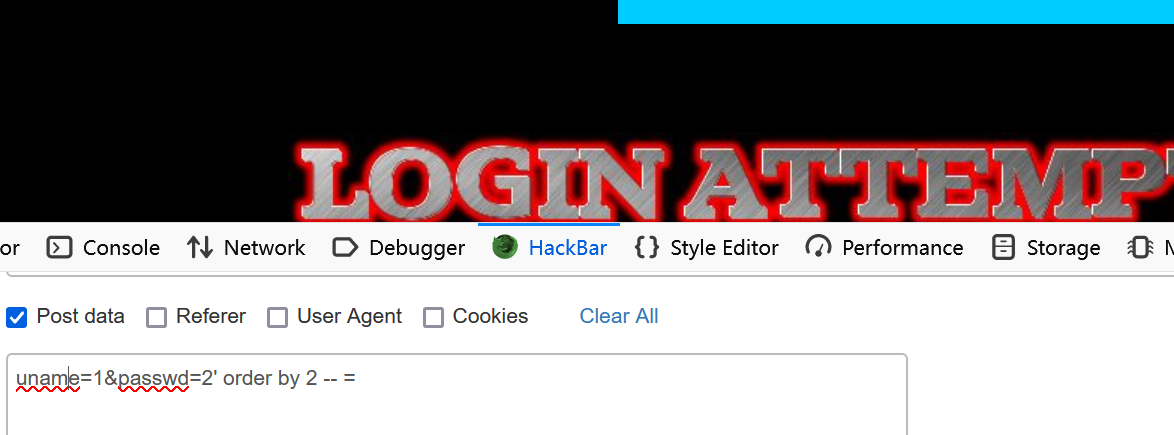 LOGIN ATTEMP
or Console Network Debugger HackBar {} Style Editor Performance Storage
Post data Referer User Agent Cookies Clear All
uname=1&passwd=2' order by 2 -- =